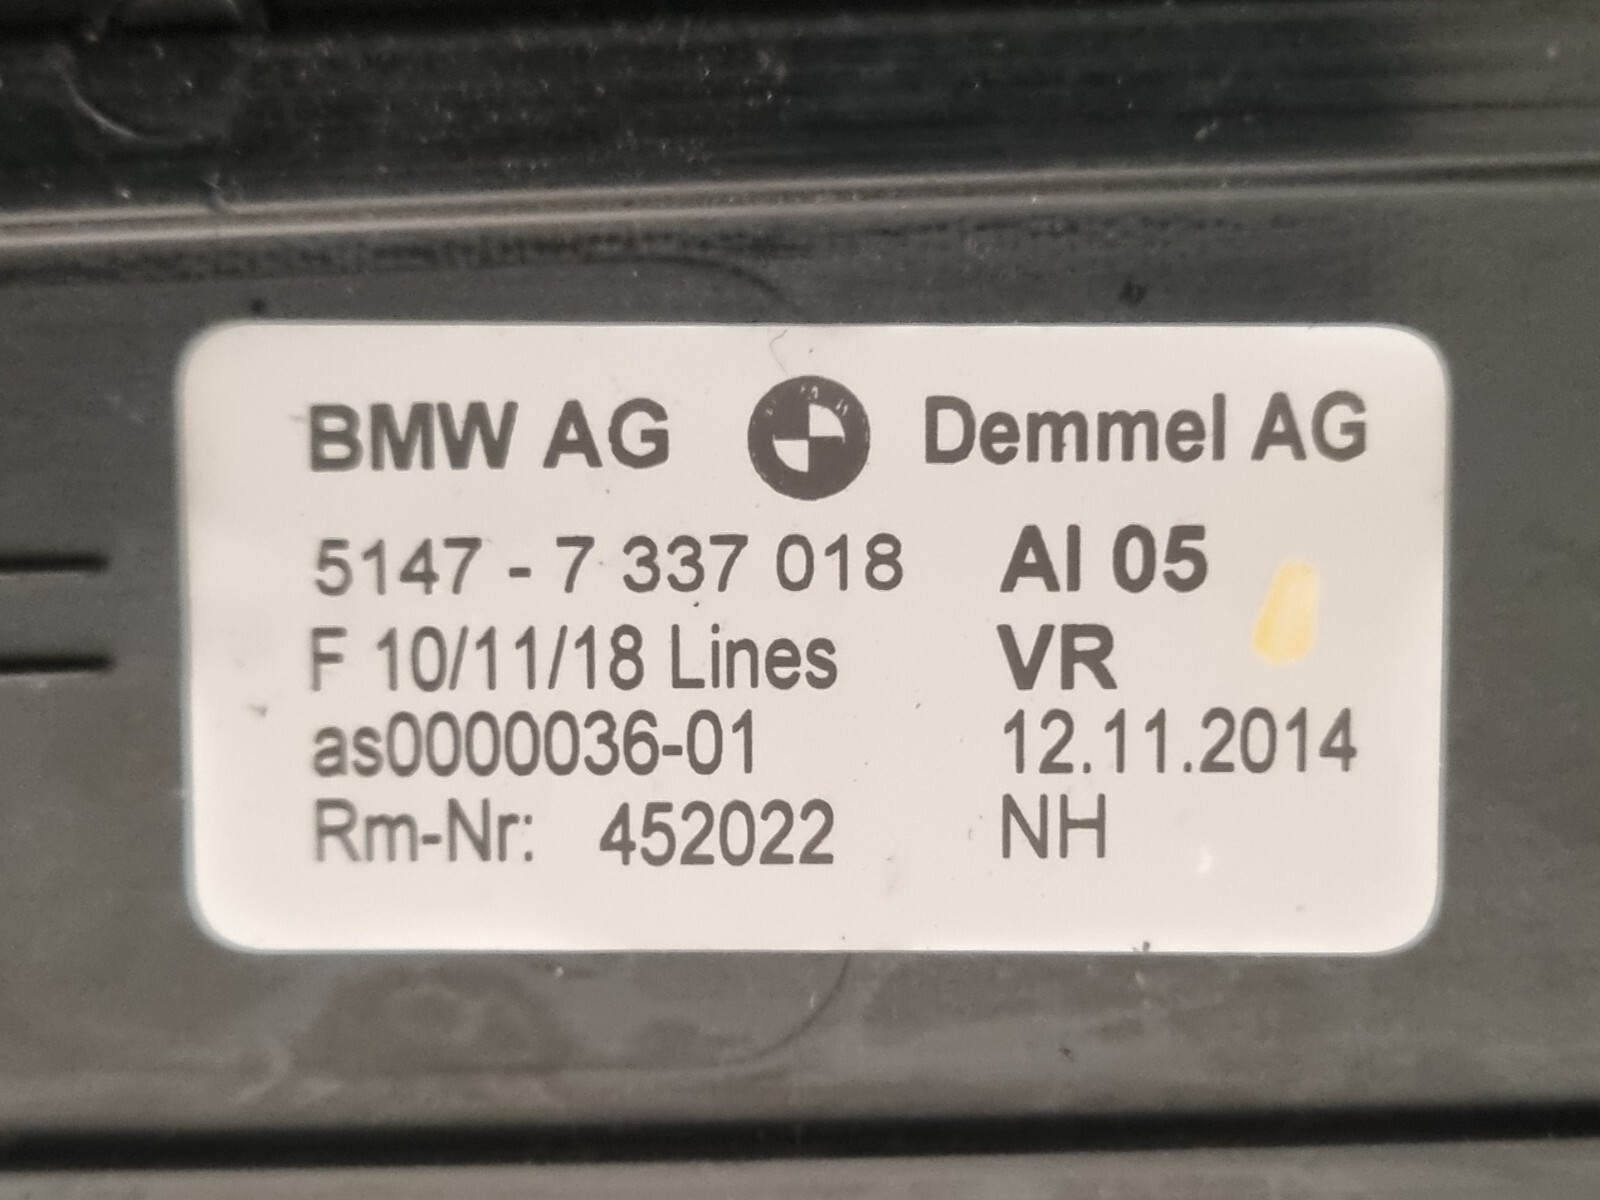 BMW AG Demmel AG
5147 - 7 337 018 AI 05
F 10/11/18 Lines VR
as0000036-01 12.11.2014
Rm-Nr: 452022 NH